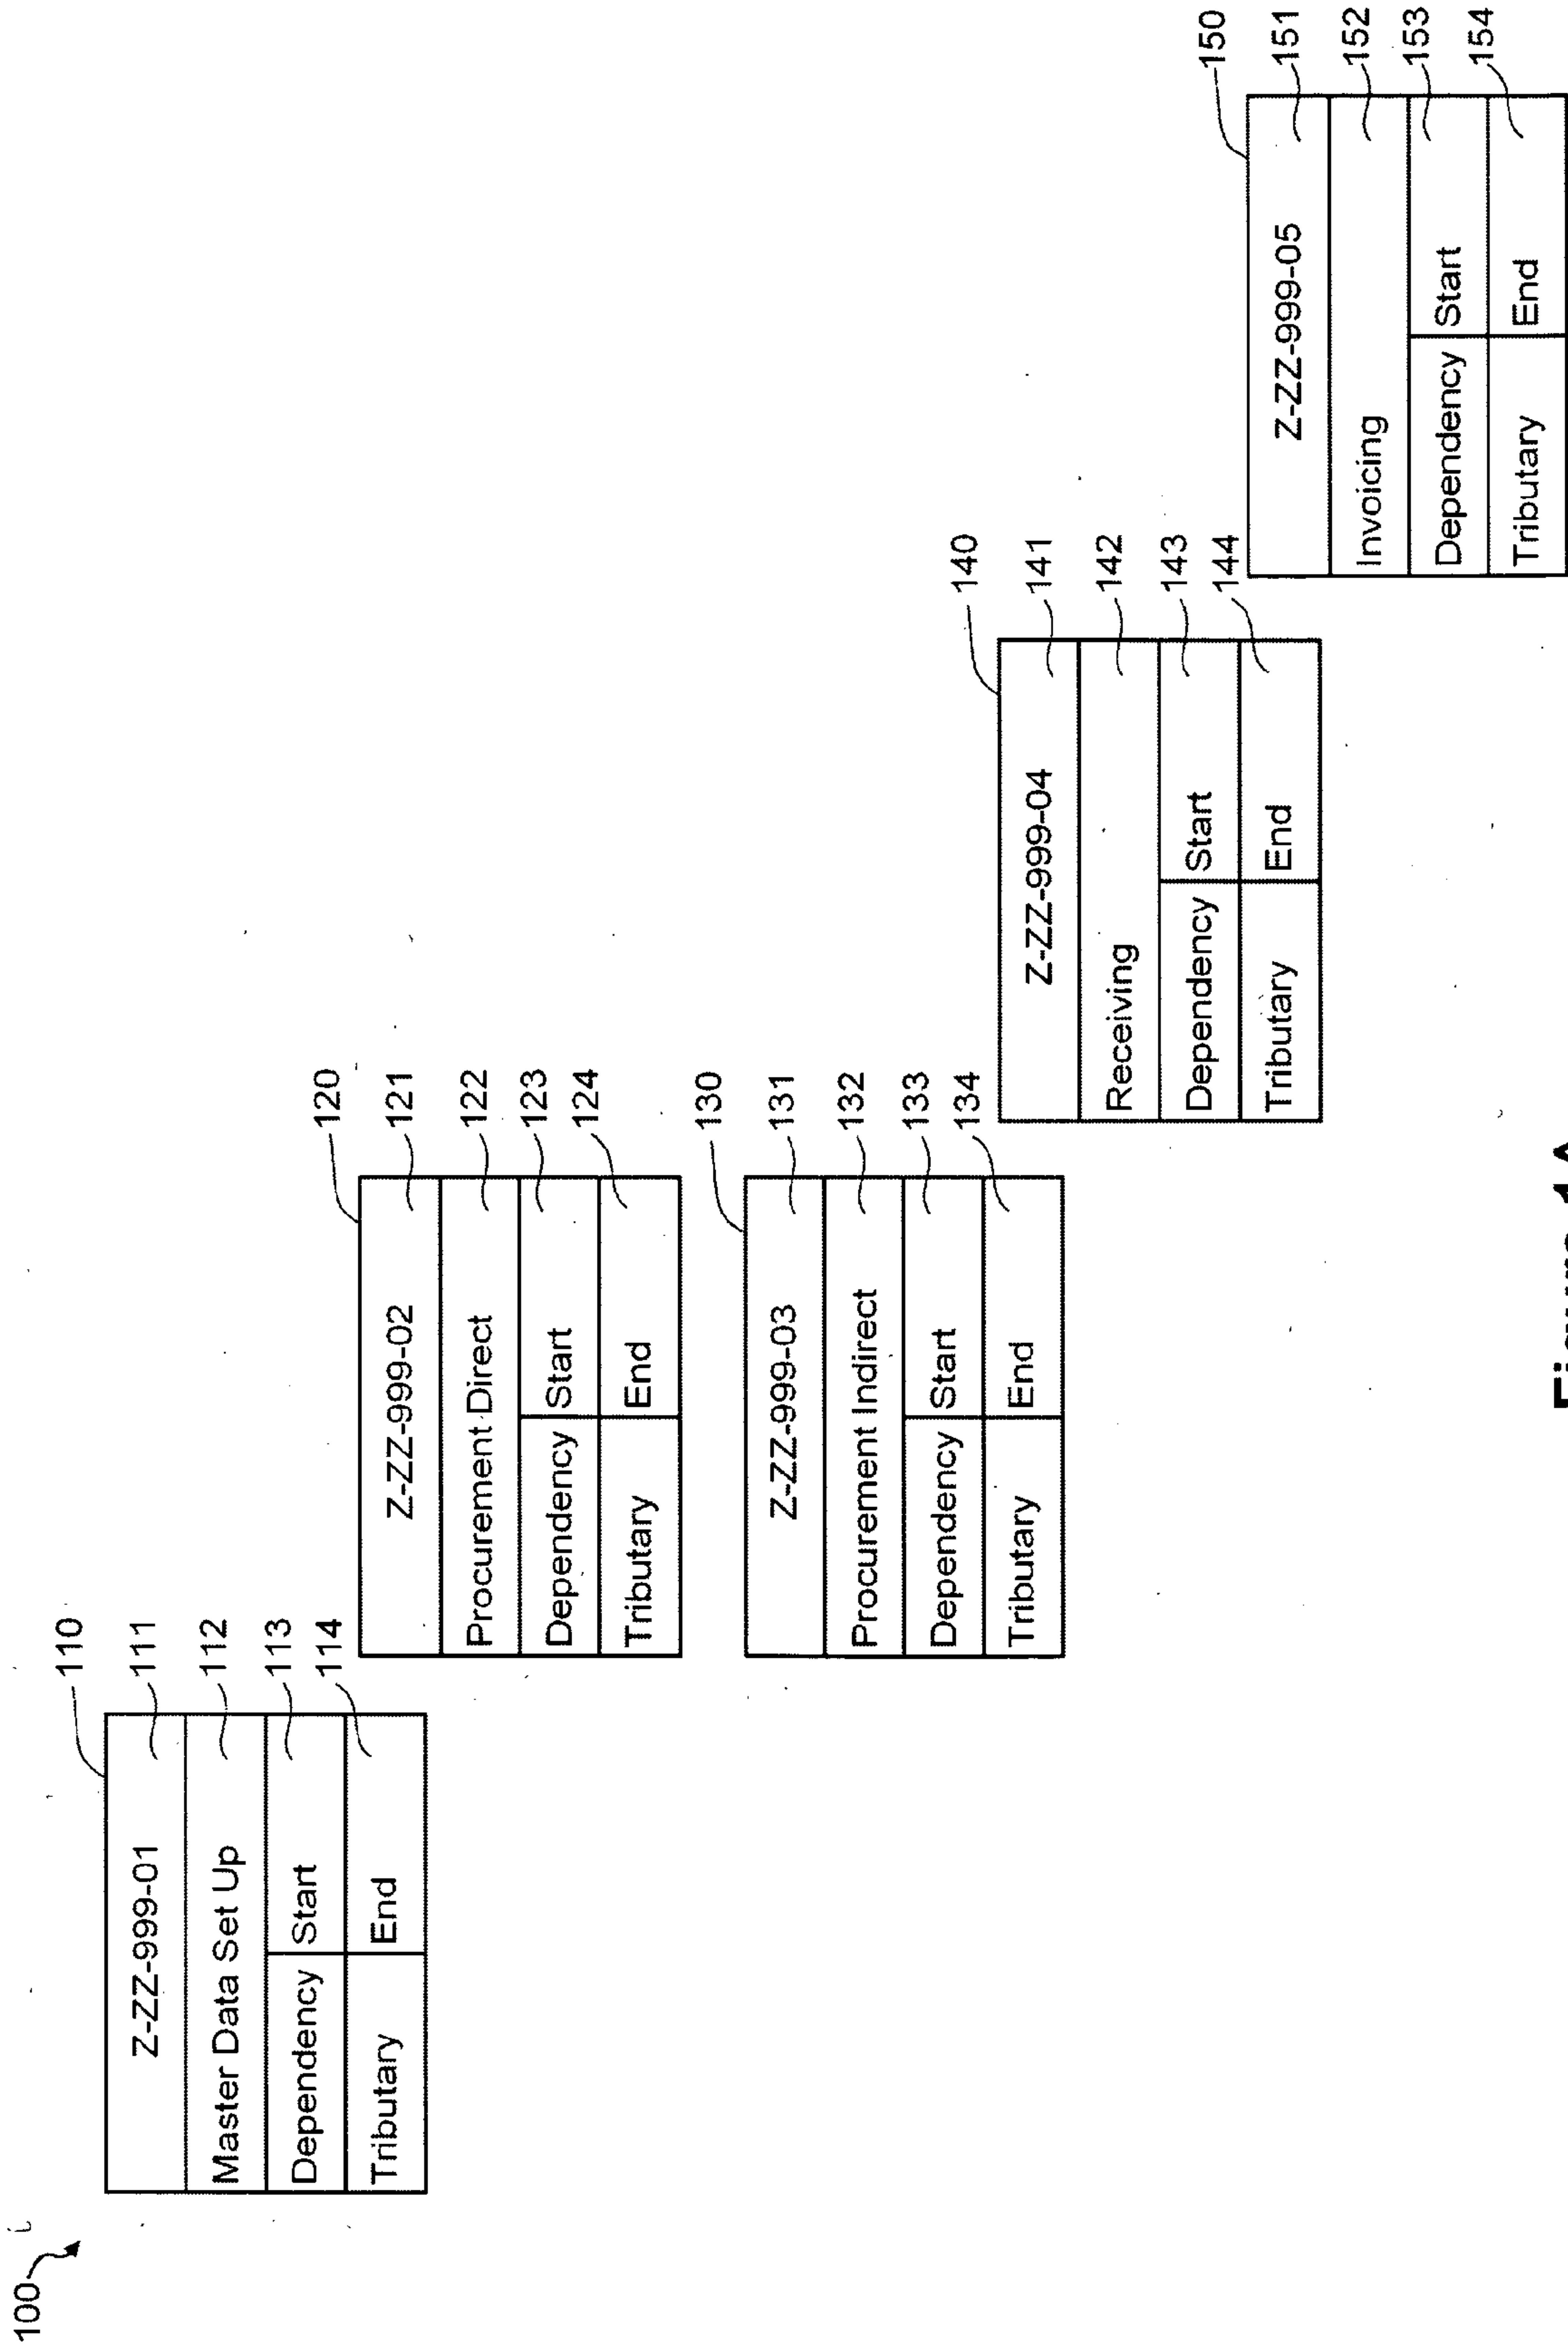 100
110
Z-ZZ-999-01
111
Master Data Set Up
112
Dependency
Start
113
Tributary
End
114
120
Z-ZZ-999-02
121
Procurement Direct
122
Dependency
Start
123
Tributary
End
124
130
Z-ZZ-999-03
131
Procurement Indirect
132
Dependency
Start
133
Tributary
End
134
140
Z-ZZ-999-04
141
Receiving
142
Dependency
Start
143
Tributary
End
144
150
Z-ZZ-999-05
151
Invoicing
152
Dependency
Start
153
Tributary
End
154
Figure 1A